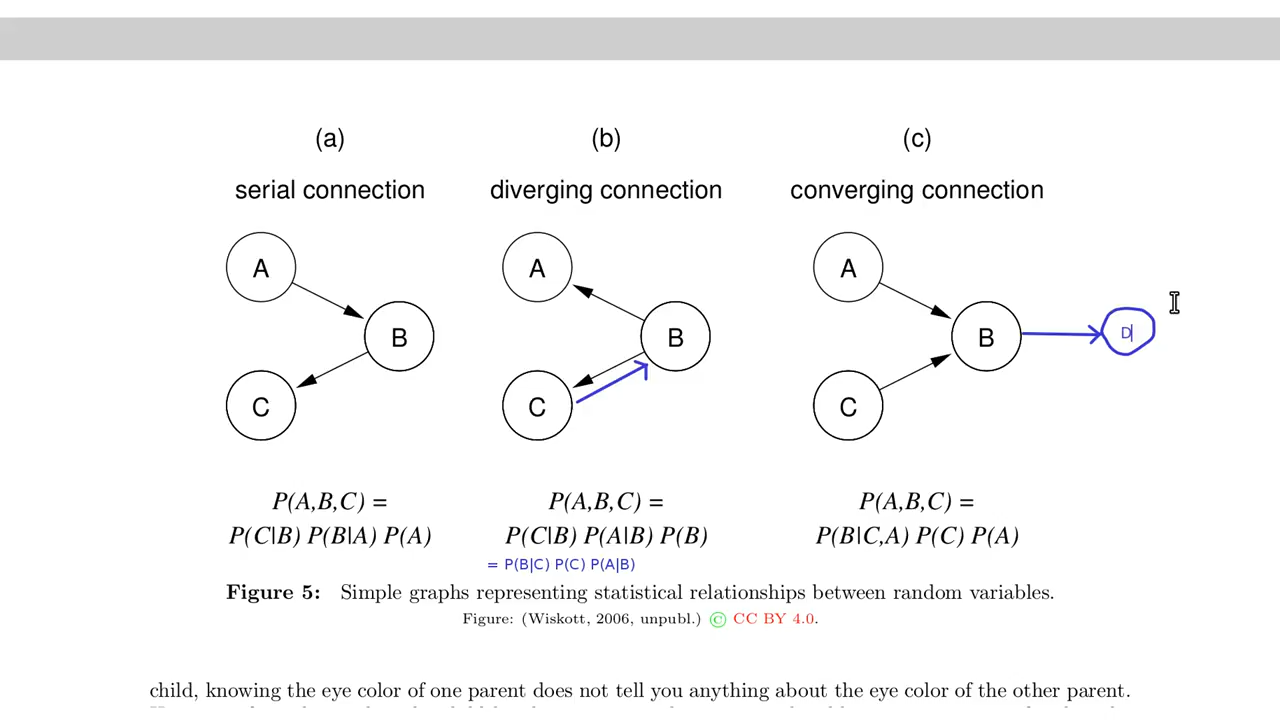 (a) (b) (c)
serial connection diverging connection converging connection
A A A
B B B D
C C C
P(A,B,C) = P(A,B,C) = P(A,B,C) =
P(C|B) P(B|A) P(A) P(C|B) P(A|B) P(B) P(B|C,A) P(C) P(A)
= P(B|C) P(C) P(A|B)
Figure 5: Simple graphs representing statistical relationships between random variables.
Figure: (Wiskott, 2006, unpubl.) © CC BY 4.0.
child, knowing the eye color of one parent does not tell you anything about the eye color of the other parent.